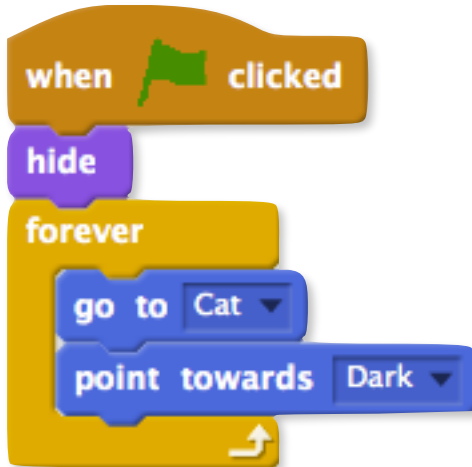 when clicked
hide
forever
go to Cat
point towards Dark